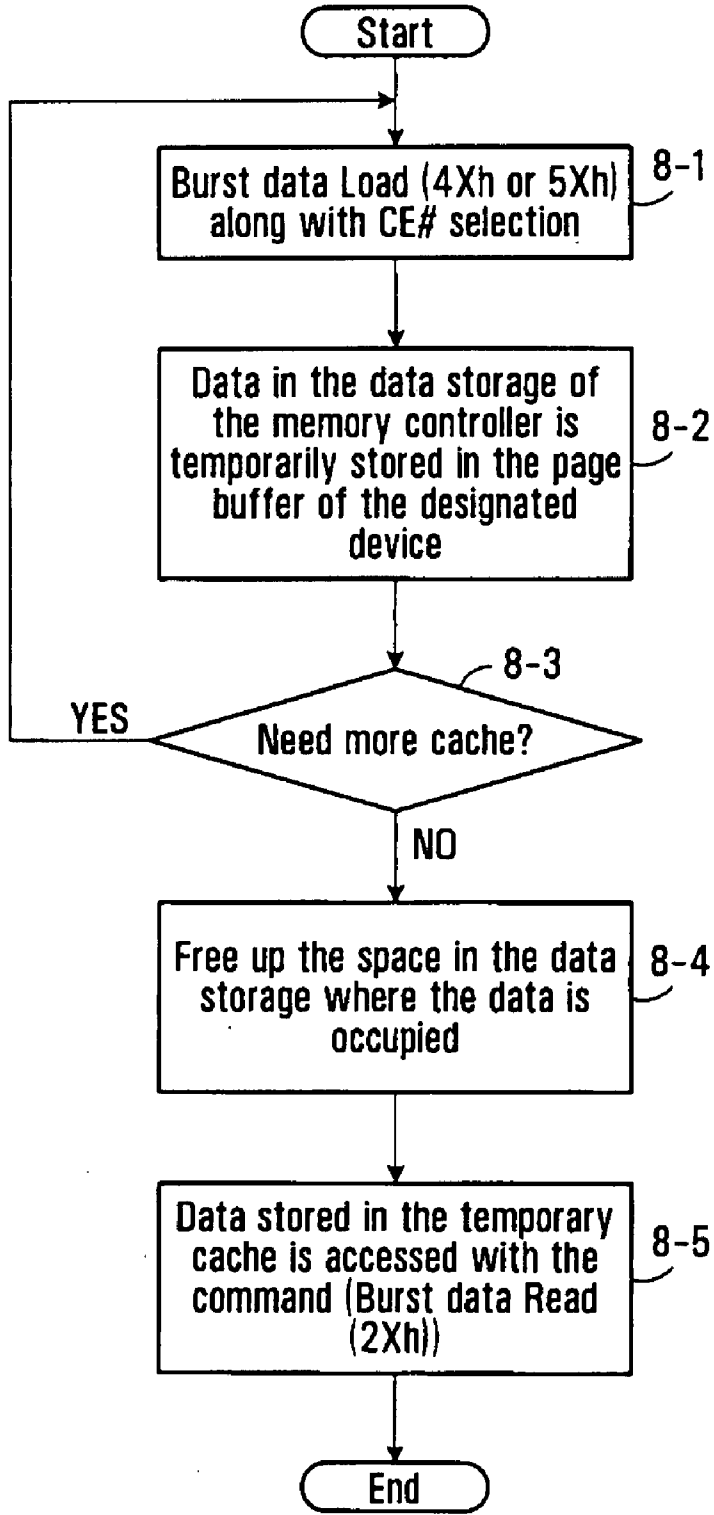 Start
Burst data Load (4Xh or 5Xh)
along with CE# selection
8-1
Data in the data storage of
the memory controller is
temporarily stored in the page
buffer of the designated
device
8-2
8-3
YES
Need more cache?
NO
Free up the space in the data
storage where the data is
occupied
8-4
Data stored in the temporary
cache is accessed with the
command (Burst data Read
(2Xh))
8-5
End